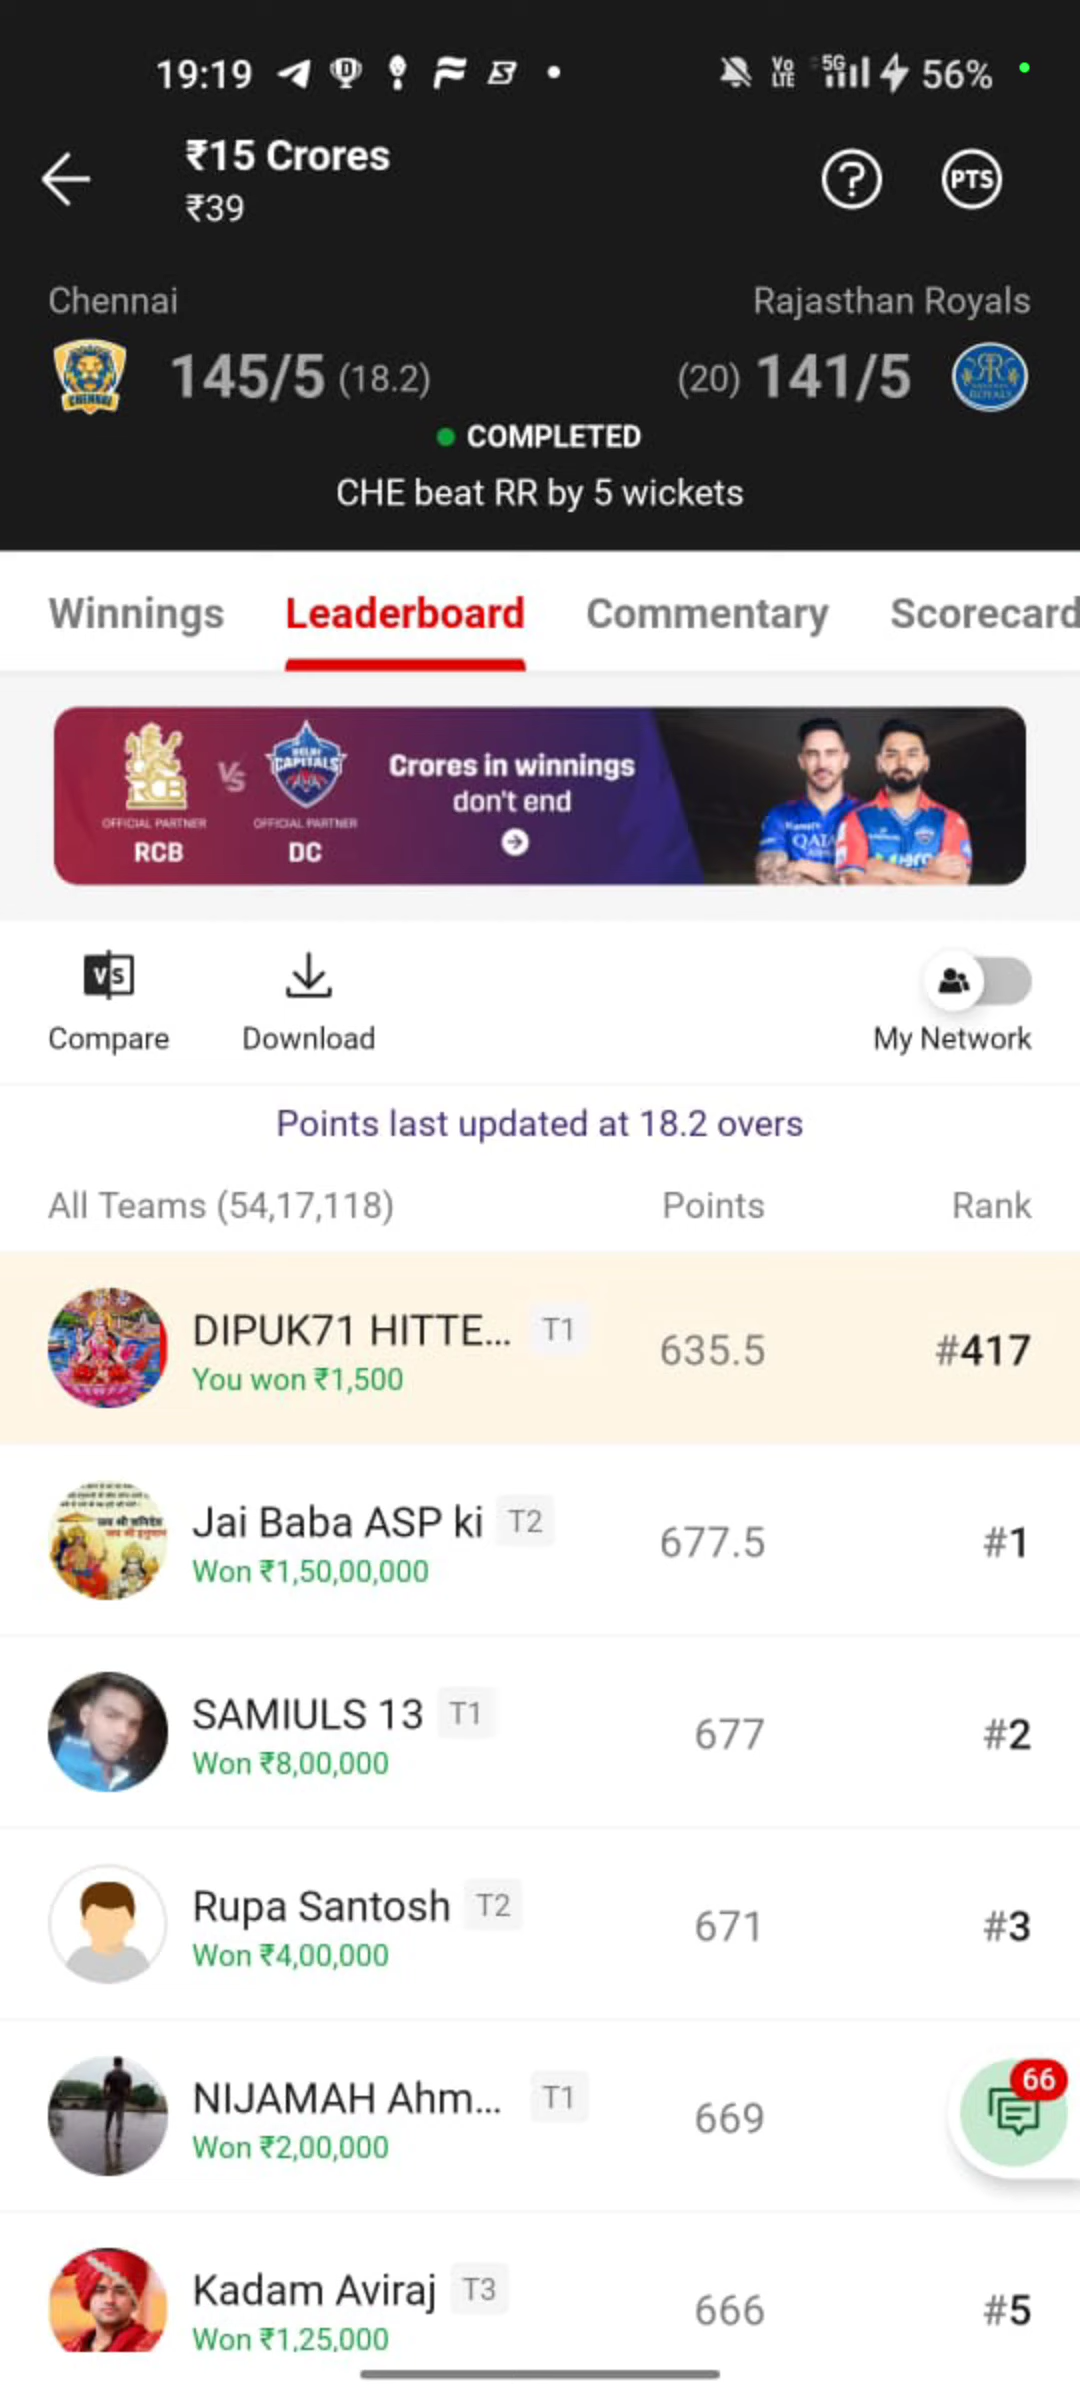 19:19 56%
₹15 Crores
₹39
?
PTS
Chennai Rajasthan Royals
145/5 (18.2) (20) 141/5
CHENNAI
COMPLETED
CHE beat RR by 5 wickets
Winnings Leaderboard Commentary Scorecard
RCB VS DELHI CAPITALS
Crores in winnings
don't end
OFFICIAL PARTNER OFFICIAL PARTNER
RCB DC
VS
Compare Download My Network
Points last updated at 18.2 overs
All Teams (54,17,118) Points Rank
DIPUK71 HITTE... T1 635.5 #417
You won ₹1,500
Jai Baba ASP ki T2 677.5 #1
Won ₹1,50,00,000
SAMIULS 13 T1 677 #2
Won ₹8,00,000
Rupa Santosh T2 671 #3
Won ₹4,00,000
NIJAMAH Ahm... T1 669
Won ₹2,00,000
66
Kadam Aviraj T3 666 #5
Won ₹1,25,000